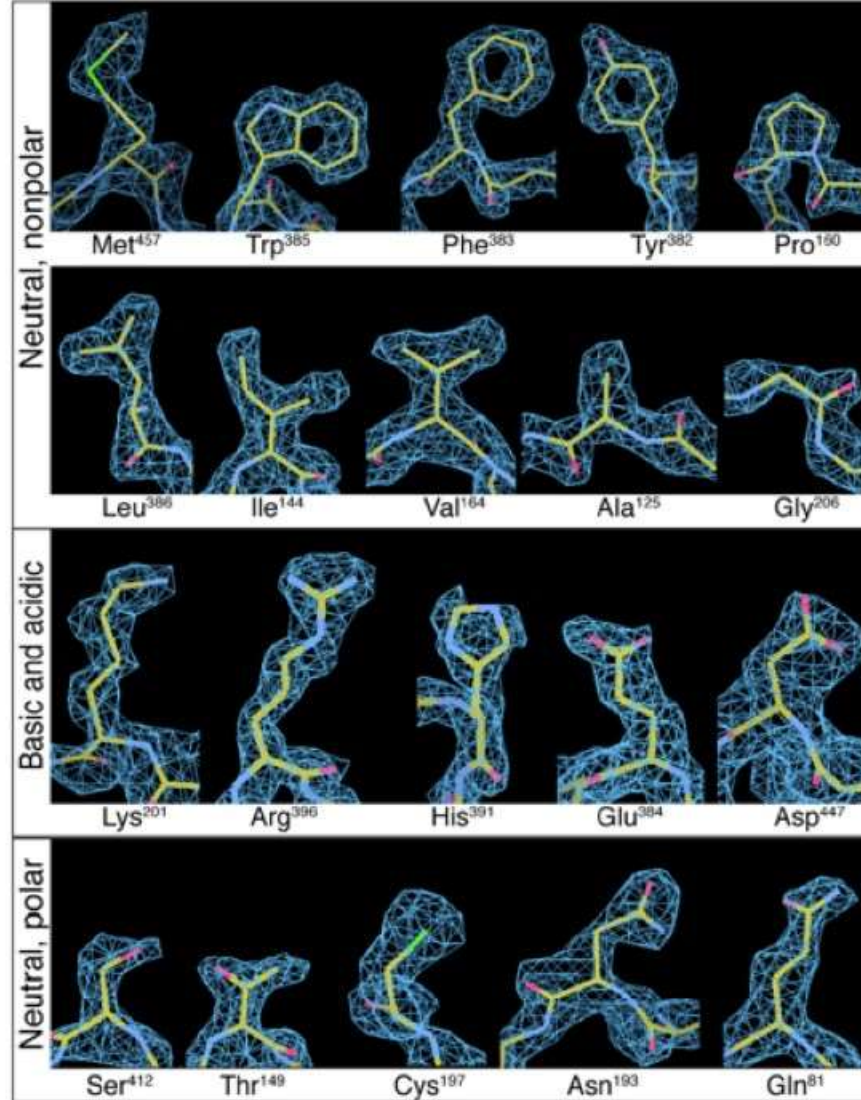 Neutral, nonpolar
Met457 Trp385 Phe383 Tyr382 Pro160
Leu386 Ile144 Val164 Ala125 Gly206
Basic and acidic
Lys201 Arg396 His391 Glu384 Asp447
Neutral, polar
Ser412 Thr149 Cys197 Asn193 Gln81